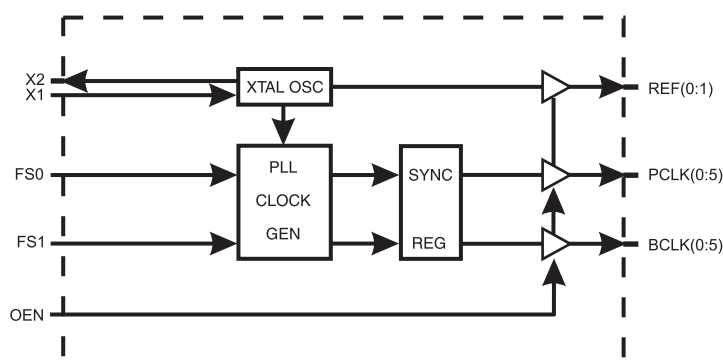 X2
X1
XTAL OSC
REF(0:1)
FS0
PLL
CLOCK
GEN
SYNC
REG
PCLK(0:5)
FS1
BCLK(0:5)
OEN